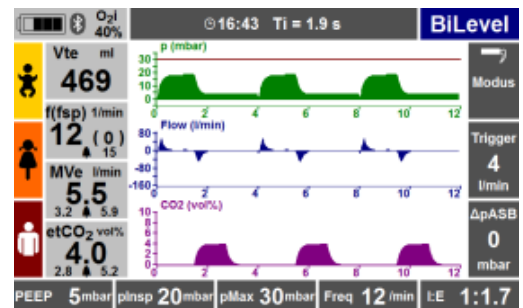 O2i
40%
16:43 Ti = 1.9 s
BiLevel
Vte ml
469
f(fsp) 1/min
12 (0)
15
MVe l/min
5.5
3.2 5.9
etCO2 vol%
4.0
2.8 5.2
p (mbar)
30
20
10
0
0 2 4 6 8 10 12
Flow (l/min)
80
0
-80
-160
0 2 4 6 8 10 12
CO2 (vol%)
10
8
6
4
2
0
0 2 4 6 8 10 12
Modus
Trigger
4
l/min
ΔpASB
0
mbar
PEEP 5mbar pInsp 20mbar pMax 30mbar Freq 12 /min I:E 1:1.7